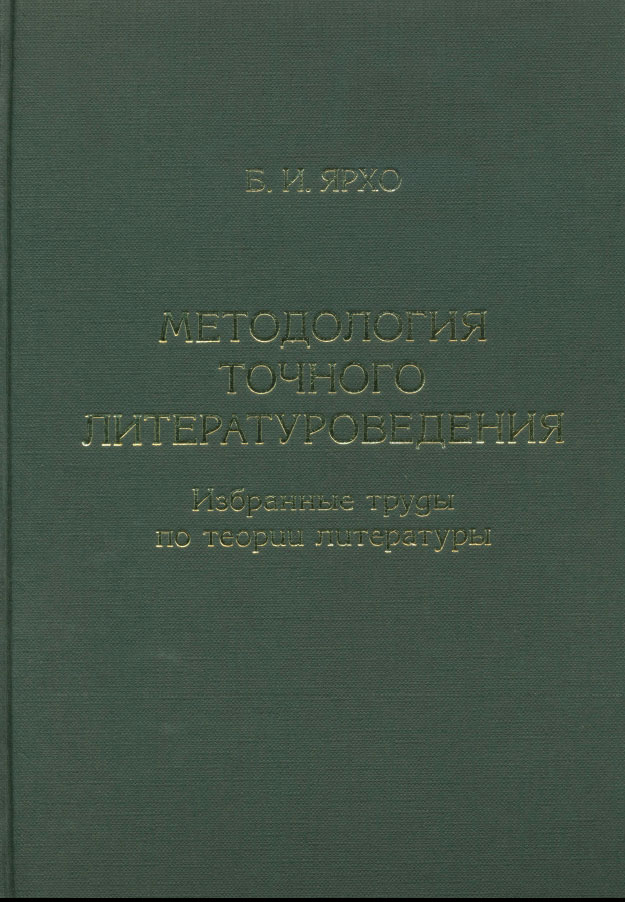 Б. И. ЯРХО
МЕТОДОЛОГИЯ
ТОЧНОГО
ЛИТЕРАТУРОВЕДЕНИЯ
Избранные труды
по теории литературы